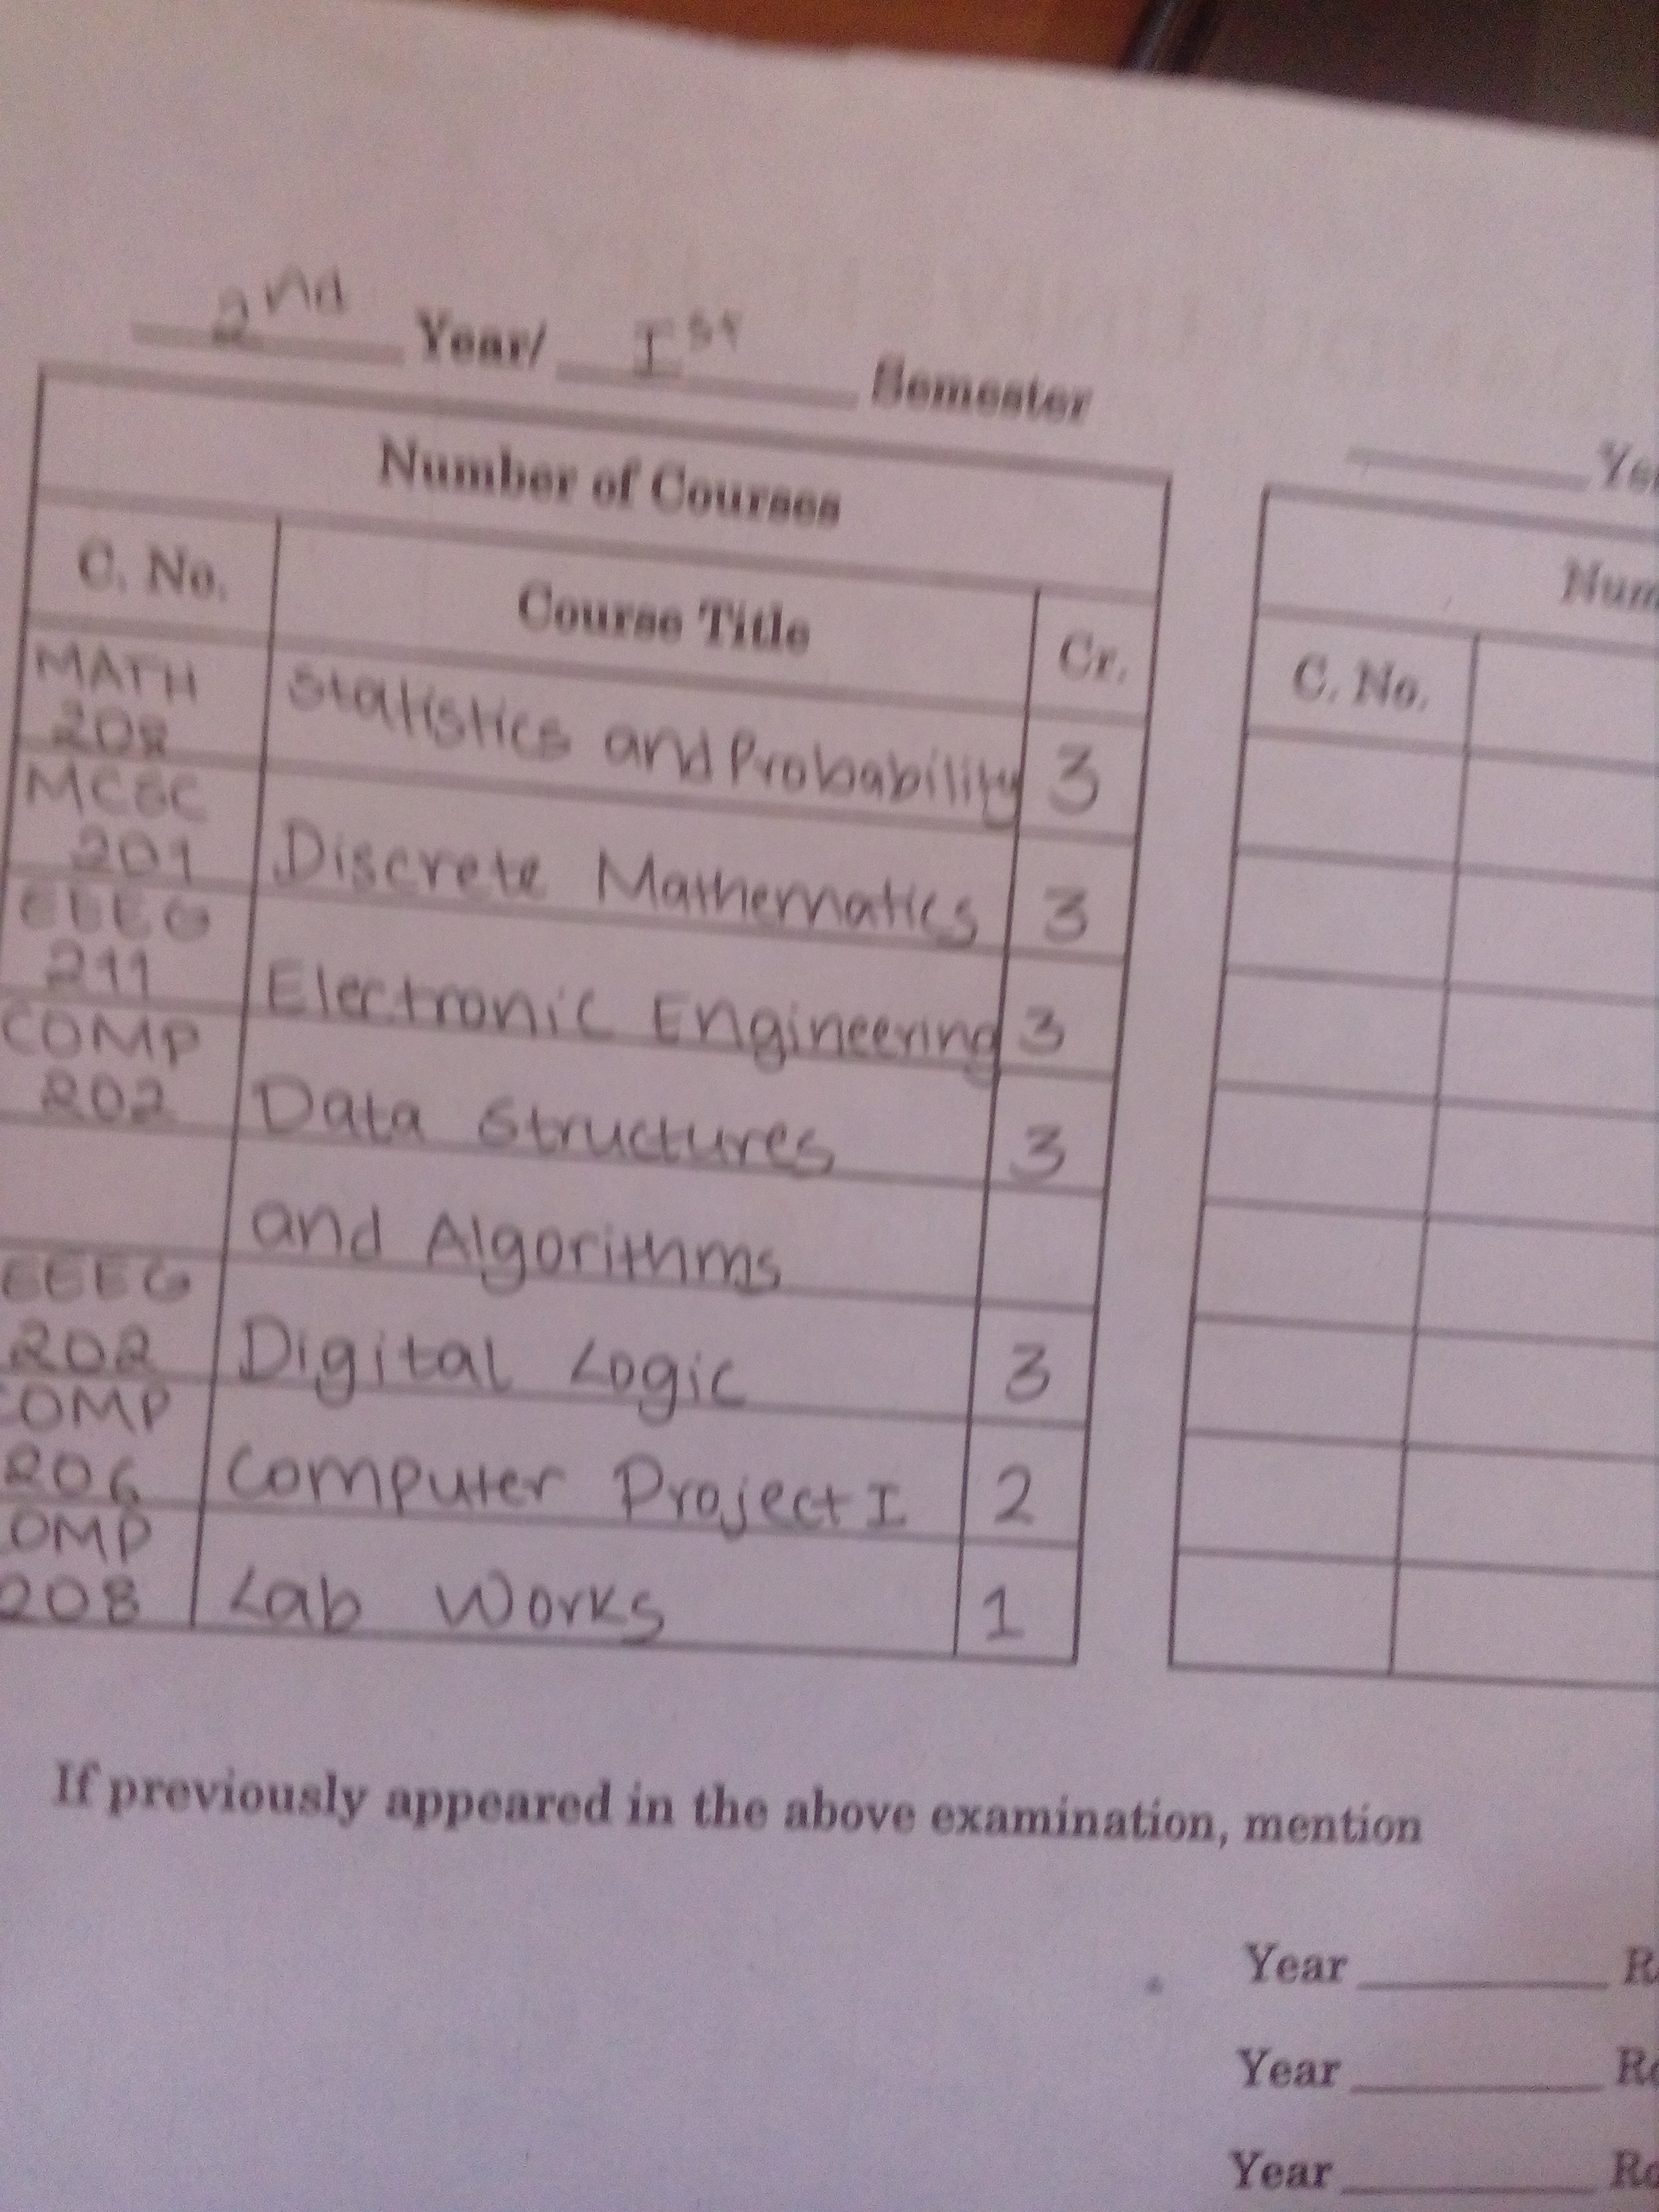 2nd Year/ Ist Semester
Number of Courses
C. No. Course Title Cr.
MATH
208 Statistics and Probability 3
MCSC
201 Discrete Mathematics 3
EEEG
211 Electronic Engineering 3
COMP
202 Data Structures 3
and Algorithms
EEEG
202 Digital Logic 3
COMP
206 Computer Project I 2
OMP
208 Lab Works 1
Ye
Num
C. No.
If previously appeared in the above examination, mention
Year R
Year Ro
Year Ro